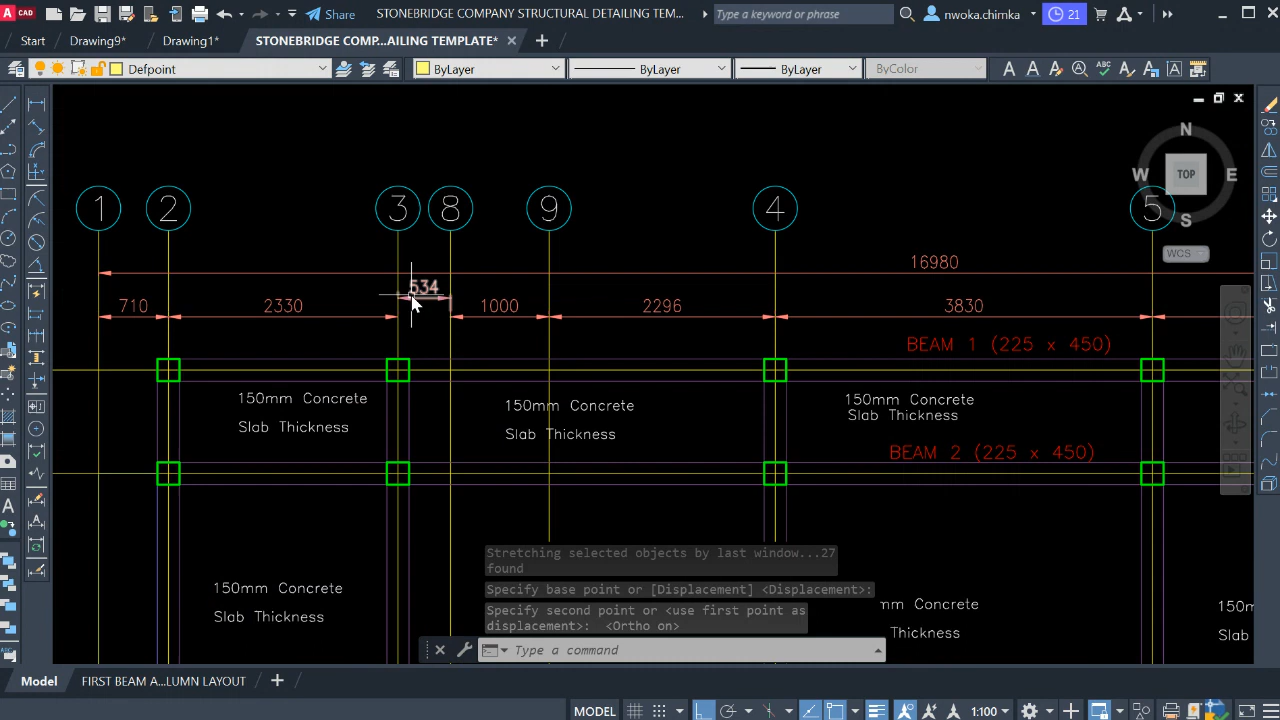 CAD
Share
STONEBRIDGE COMPANY STRUCTURAL DETAILING TEM...
Type a keyword or phrase
nwoka.chimka
21
Start
Drawing9*
Drawing1*
STONEBRIDGE COMP...AILING TEMPLATE*
Defpoint
ByLayer
ByLayer
ByLayer
ByColor
N
W
TOP
E
S
WCS
1
2
3
8
9
4
5
16980
534
710
2330
1000
2296
3830
BEAM 1 (225 x 450)
150mm Concrete
Slab Thickness
150mm Concrete
Slab Thickness
150mm Concrete
Slab Thickness
BEAM 2 (225 x 450)
150mm Concrete
Slab Thickness
mm Concrete
Thickness
150m
Slab
Stretching selected objects by last window...27
found
Specify base point or [Displacement] <Displacement>:
Specify second point or <use first point as
displacement>: <Ortho on>
Type a command
Model
FIRST BEAM A...LUMN LAYOUT
MODEL
1:100